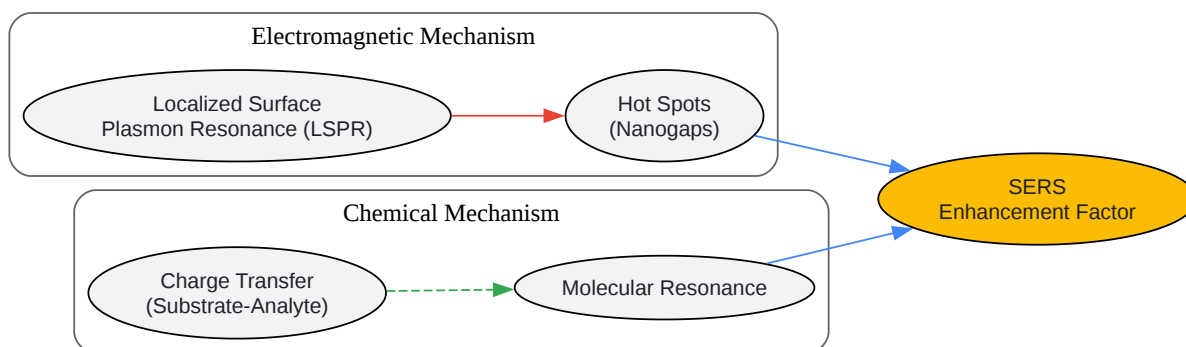 Electromagnetic Mechanism
Localized Surface
Plasmon Resonance (LSPR)
Hot Spots
(Nanogaps)
SERS
Enhancement Factor
Chemical Mechanism
Charge Transfer
(Substrate-Analyte)
Molecular Resonance